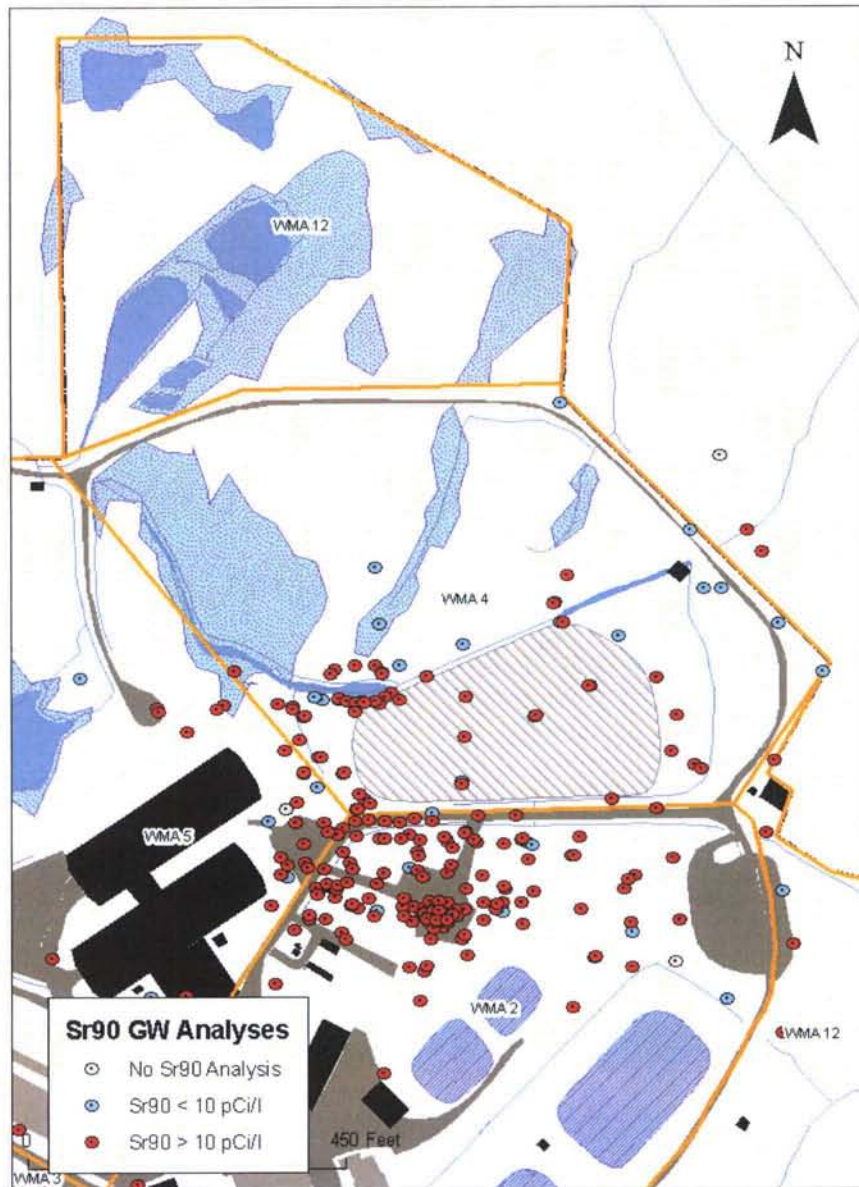 N
WMA 12
WMA 4
WMA 5
WMA 2
WMA 12
Sr90 GW Analyses
No Sr90 Analysis
Sr90 < 10 pCi/l
Sr90 > 10 pCi/l
0 450 Feet
WMA 3